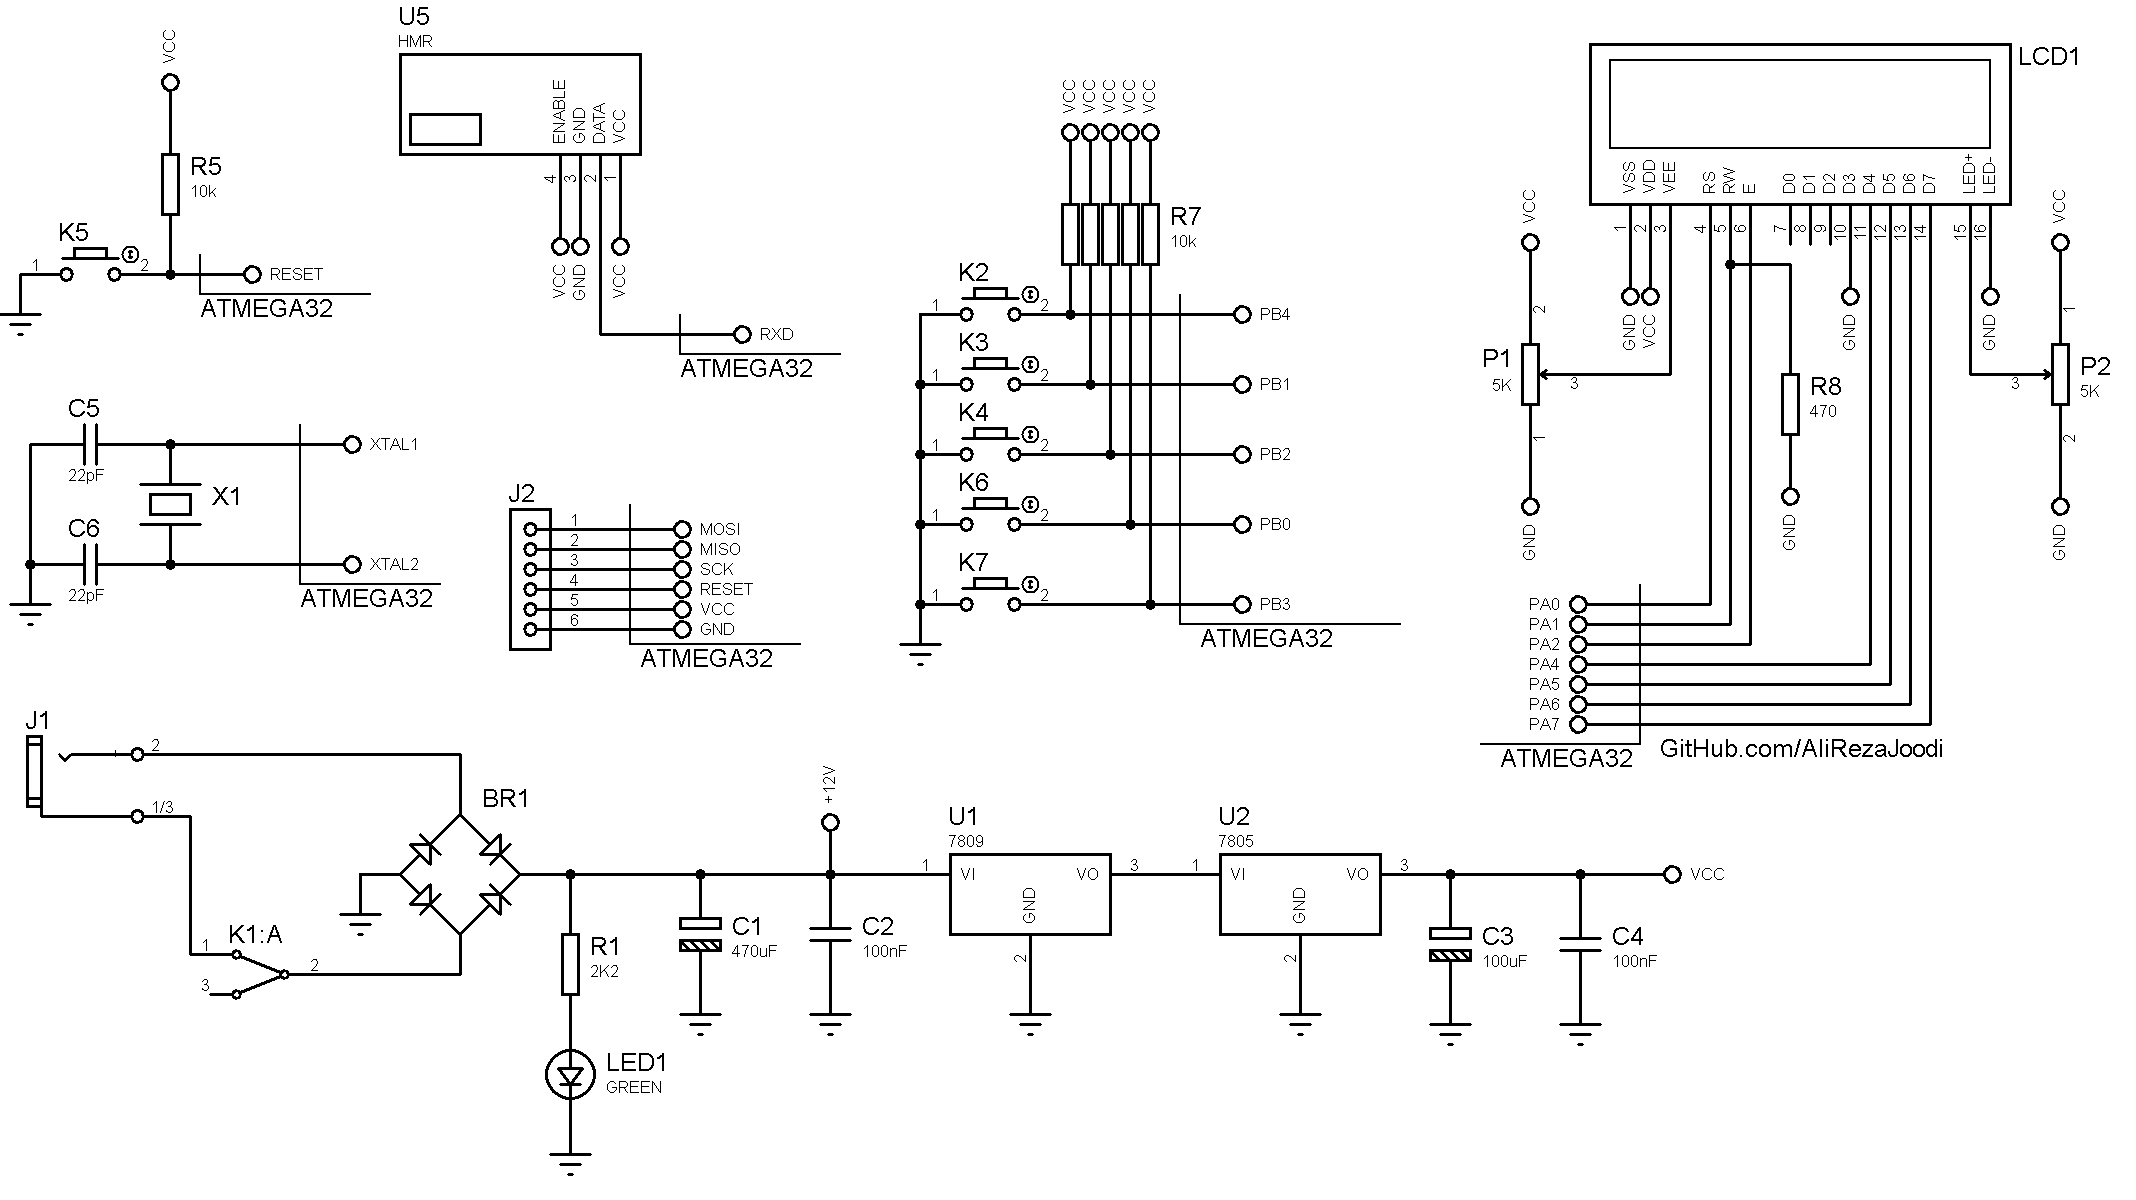 VCC
R5
10k
K5
1
2
RESET
ATMEGA32
U5
HMR
ENABLE
GND
DATA
VCC
4
3
2
1
VCC
GND
VCC
RXD
ATMEGA32
C5
22pF
C6
22pF
X1
XTAL1
XTAL2
ATMEGA32
J2
1
2
3
4
5
6
MOSI
MISO
SCK
RESET
VCC
GND
ATMEGA32
VCC
VCC
VCC
VCC
VCC
R7
10k
K2
1
2
PB4
K3
1
2
PB1
K4
1
2
PB2
K6
1
2
PB0
K7
1
2
PB3
ATMEGA32
LCD1
VSS
VDD
VEE
RS
RW
E
D0
D1
D2
D3
D4
D5
D6
D7
LED+
LED-
1
2
3
4
5
6
7
8
9
10
11
12
13
14
15
16
GND
VCC
GND
GND
VCC
2
P1
5K
3
1
GND
R8
470
GND
VCC
1
P2
5K
3
2
GND
PA0
PA1
PA2
PA4
PA5
PA6
PA7
ATMEGA32
GitHub.com/AliRezaJoodi
J1
2
1/3
K1:A
1
3
2
BR1
R1
2K2
LED1
GREEN
C1
470uF
+12V
C2
100nF
U1
7809
1
VI
VO
3
GND
2
U2
7805
1
VI
VO
3
GND
2
C3
100uF
C4
100nF
VCC